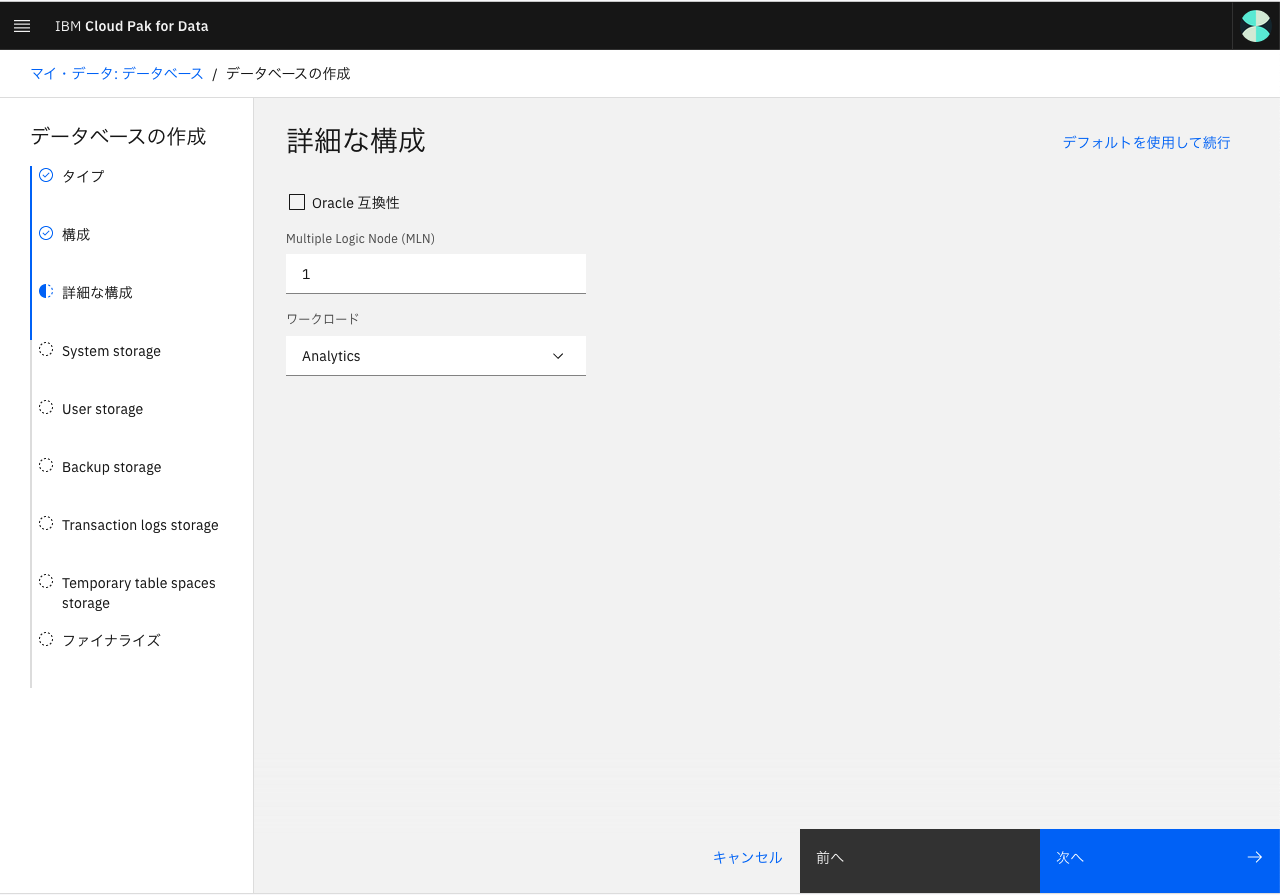 IBM Cloud Pak for Data
マイ・データ: データベース / データベースの作成
データベースの作成
タイプ
構成
詳細な構成
System storage
User storage
Backup storage
Transaction logs storage
Temporary table spaces
storage
ファイナライズ
詳細な構成
デフォルトを使用して続行
Oracle 互換性
Multiple Logic Node (MLN)
1
ワークロード
Analytics
キャンセル
前へ
次へ